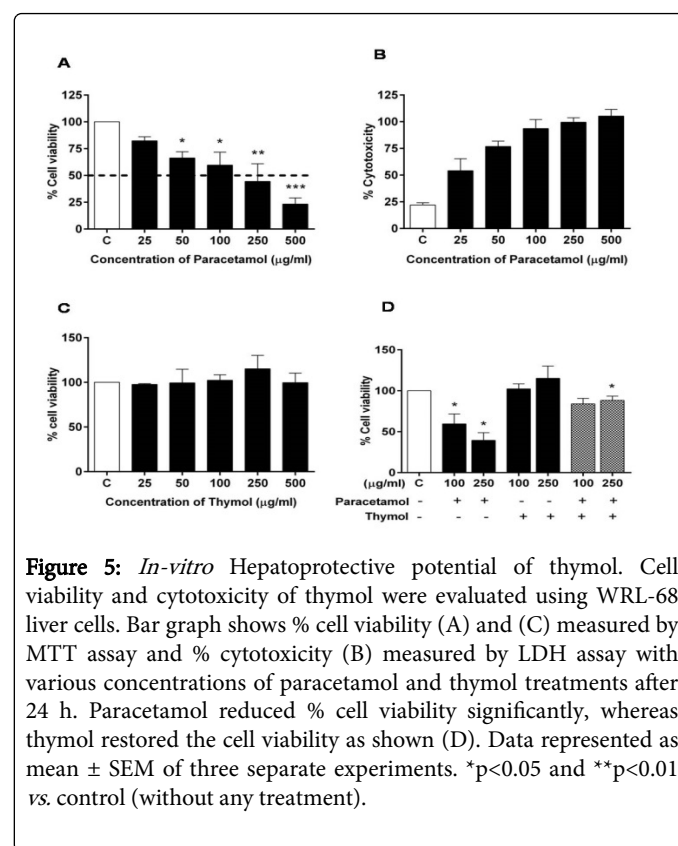 A
% Cell viability
125
100
75
50
25
0
*
*
**
***
C 25 50 100 250 500
Concentration of Paracetamol (µg/ml)
B
% Cytotoxicity
125
100
75
50
25
0
C 25 50 100 250 500
Concentration of Paracetamol (µg/ml)
C
% cell viability
150
100
50
0
C 25 50 100 250 500
Concentration of Thymol (µg/ml)
D
% Cell viability
150
100
50
0
*
*
*
(µg/ml) C 100 250 100 250 100 250
Paracetamol - + + - - + +
Thymol - - - + + + +
Figure 5: In-vitro Hepatoprotective potential of thymol. Cell
viability and cytotoxicity of thymol were evaluated using WRL-68
liver cells. Bar graph shows % cell viability (A) and (C) measured by
MTT assay and % cytotoxicity (B) measured by LDH assay with
various concentrations of paracetamol and thymol treatments after
24 h. Paracetamol reduced % cell viability significantly, whereas
thymol restored the cell viability as shown (D). Data represented as
mean ± SEM of three separate experiments. *p<0.05 and **p<0.01
vs. control (without any treatment).